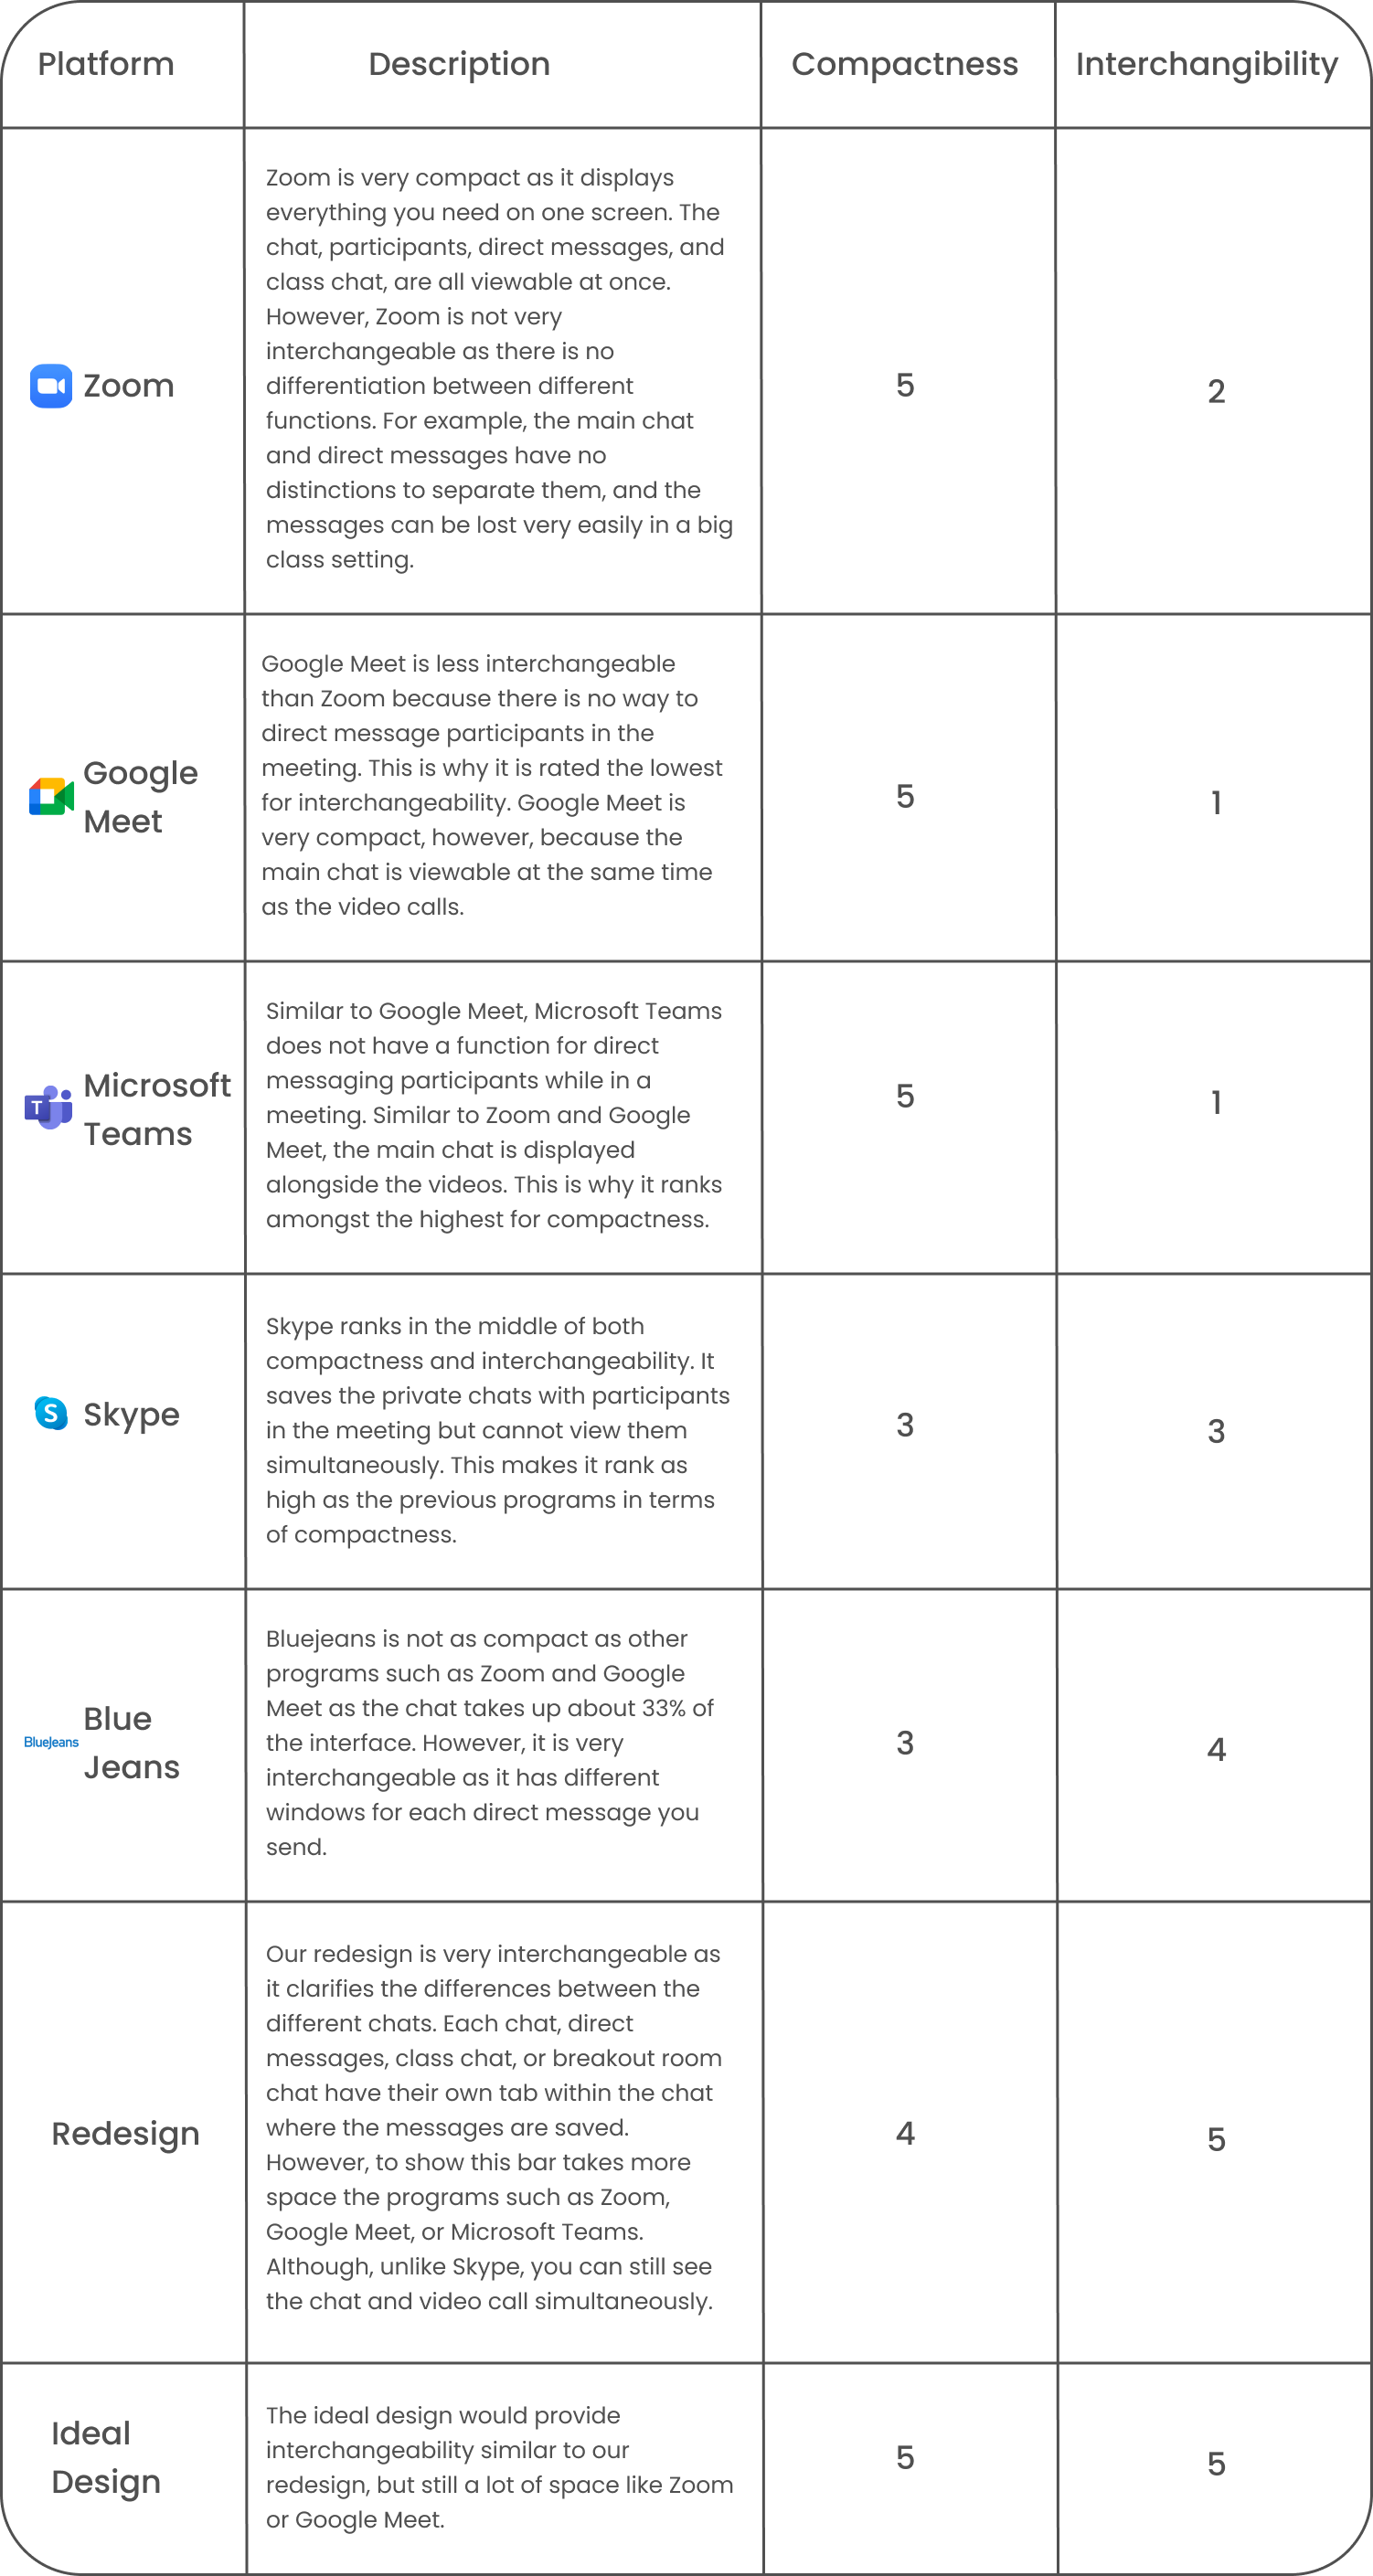 Platform
Description
Compactness
Interchangibility
Zoom
Zoom is very compact as it displays
everything you need on one screen. The
chat, participants, direct messages, and
class chat, are all viewable at once.
However, Zoom is not very
interchangeable as there is no
differentiation between different
functions. For example, the main chat
and direct messages have no
distinctions to separate them, and the
messages can be lost very easily in a big
class setting.
5
2
Google
Meet
Google Meet is less interchangeable
than Zoom because there is no way to
direct message participants in the
meeting. This is why it is rated the lowest
for interchangeability. Google Meet is
very compact, however, because the
main chat is viewable at the same time
as the video calls.
5
1
T
Microsoft
Teams
Similar to Google Meet, Microsoft Teams
does not have a function for direct
messaging participants while in a
meeting. Similar to Zoom and Google
Meet, the main chat is displayed
alongside the videos. This is why it ranks
amongst the highest for compactness.
5
1
S
Skype
Skype ranks in the middle of both
compactness and interchangeability. It
saves the private chats with participants
in the meeting but cannot view them
simultaneously. This makes it rank as
high as the previous programs in terms
of compactness.
3
3
BlueJeans
Blue
Jeans
Bluejeans is not as compact as other
programs such as Zoom and Google
Meet as the chat takes up about 33% of
the interface. However, it is very
interchangeable as it has different
windows for each direct message you
send.
3
4
Redesign
Our redesign is very interchangeable as
it clarifies the differences between the
different chats. Each chat, direct
messages, class chat, or breakout room
chat have their own tab within the chat
where the messages are saved.
However, to show this bar takes more
space the programs such as Zoom,
Google Meet, or Microsoft Teams.
Although, unlike Skype, you can still see
the chat and video call simultaneously.
4
5
Ideal
Design
The ideal design would provide
interchangeability similar to our
redesign, but still a lot of space like Zoom
or Google Meet.
5
5